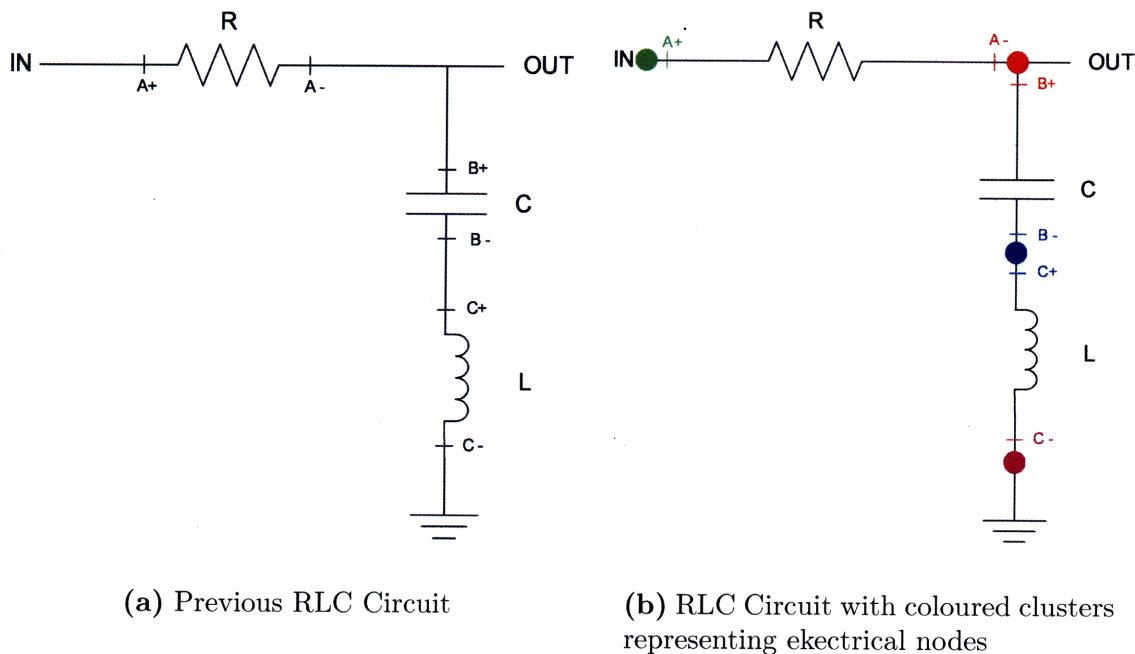 R
IN
A+
A -
OUT
B+
C
B -
C+
L
C -
(a) Previous RLC Circuit
R
IN
A+
A -
OUT
B+
C
B -
C+
L
C -
(b) RLC Circuit with coloured clusters
representing ekectrical nodes